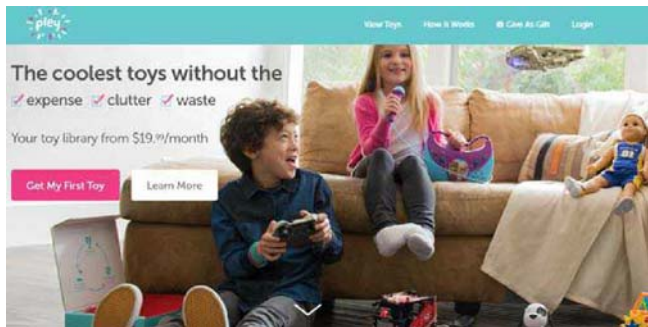 pley
View Toys How it Works Give As Gift Login
The coolest toys without the
expense clutter waste
Your toy library from $19.99/month
Get My First Toy Learn More